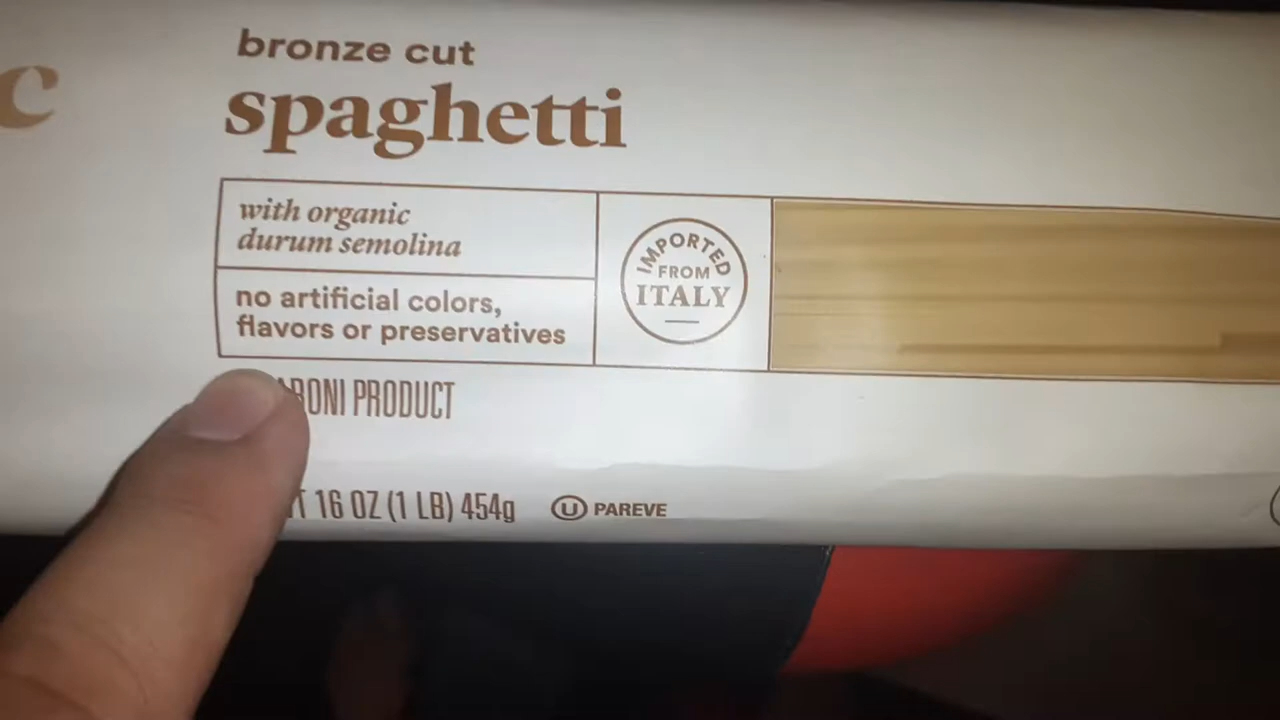 c
bronze cut
spaghetti
with organic
durum semolina
no artificial colors,
flavors or preservatives
IMPORTED
FROM
ITALY
PRODUCT
16 OZ (1 LB) 454g
U PAREVE